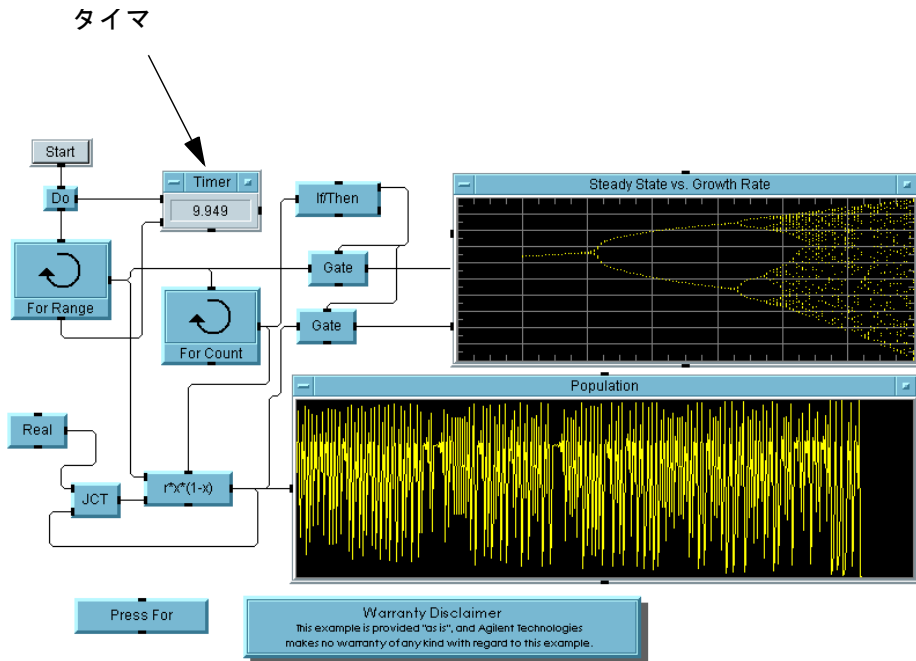 タイマ
Start
Do
Timer
9.949
If/Then
Steady State vs. Growth Rate
For Range
For Count
Gate
Gate
Population
Real
JCT
r*x*(1-x)
Press For
Warranty Disclaimer
This example is provided "as is", and Agilent Technologies
makes no warranty of any kind with regard to this example.